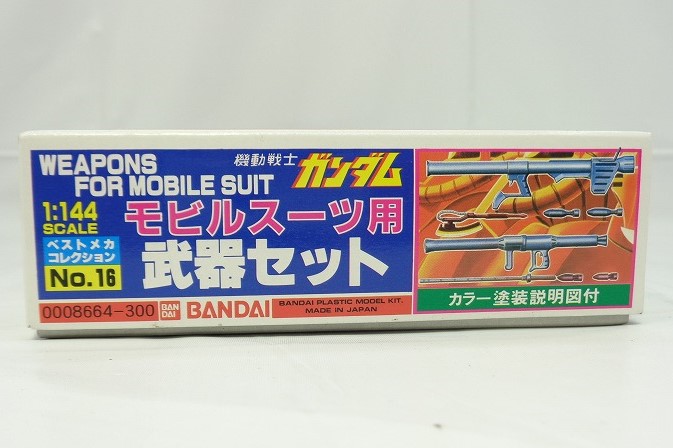 WEAPONS
FOR MOBILE SUIT
機動戦士 ガンダム
1:144
SCALE
モビルスーツ用
ベストメカ
コレクション
No.16
武器セット
0008664-300
BAN
DAI
BANDAI
BANDAI PLASTIC MODEL KIT.
MADE IN JAPAN
カラー塗装説明図付